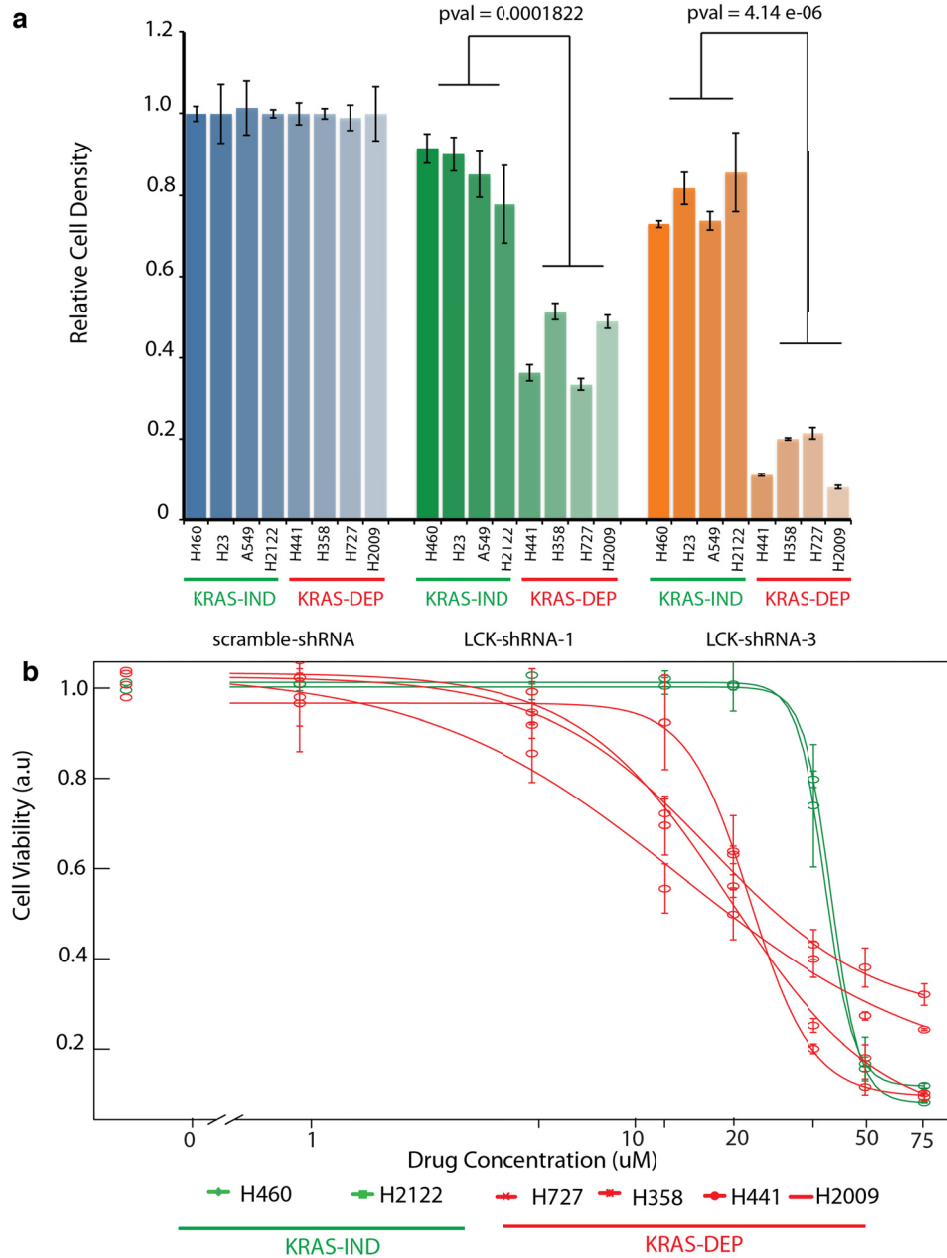 a
pval = 0.0001822
pval = 4.14 e-06
Relative Cell Density
1.2
1.0
0.8
0.6
0.4
0.2
0
H460 H23 A549 H2122 H441 H358 H727 H2009
H460 H23 A549 H2122 H441 H358 H727 H2009
H460 H23 A549 H2122 H441 H358 H727 H2009
KRAS-IND KRAS-DEP KRAS-IND KRAS-DEP KRAS-IND KRAS-DEP
scramble-shRNA LCK-shRNA-1 LCK-shRNA-3
b
Cell Viability (a.u)
1.0
0.8
0.6
0.4
0.2
0 1 10 20 50 75
Drug Concentration (uM)
H460 H2122 H727 H358 H441 H2009
KRAS-IND KRAS-DEP